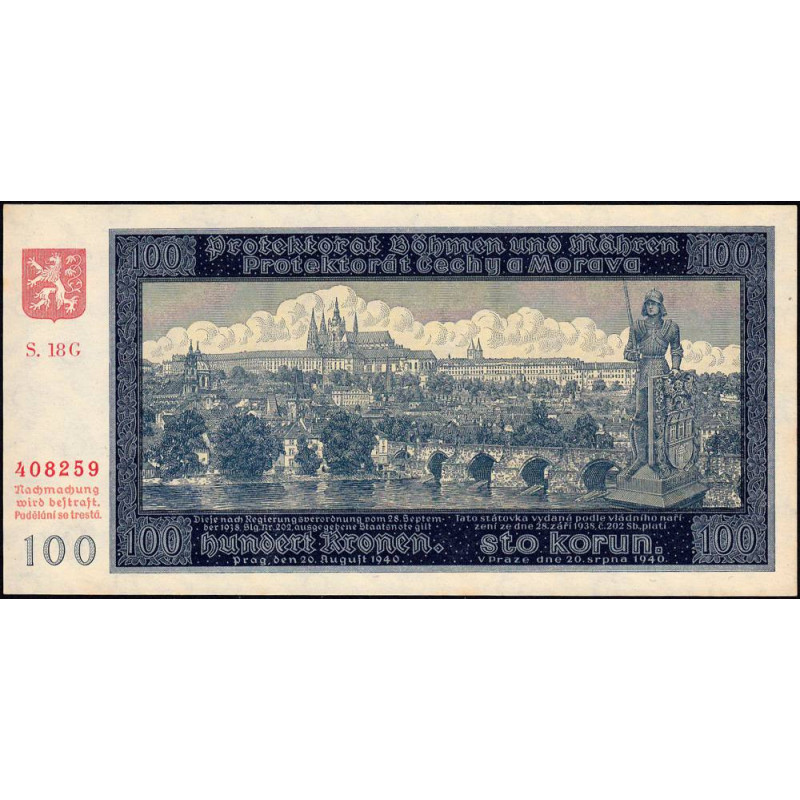 100
Protektorat Böhmen und Mähren
Protektorát Čechy a Morava
100
S. 18 G
408259
Nachmachung
wird bestraft.
Padělání se trestá.
100
100
Diese nach Regierungsverordnung vom 28. Septem-
ber 1938, Slg. Nr. 202, ausgegebene Staatsnote gilt
hundert Kronen.
Prag, den 20. August 1940.
Tato státovka vydaná podle vládního naří-
zení ze dne 28. září 1938, č. 202 Sb. platí
sto korun.
V Praze dne 20. srpna 1940.
100